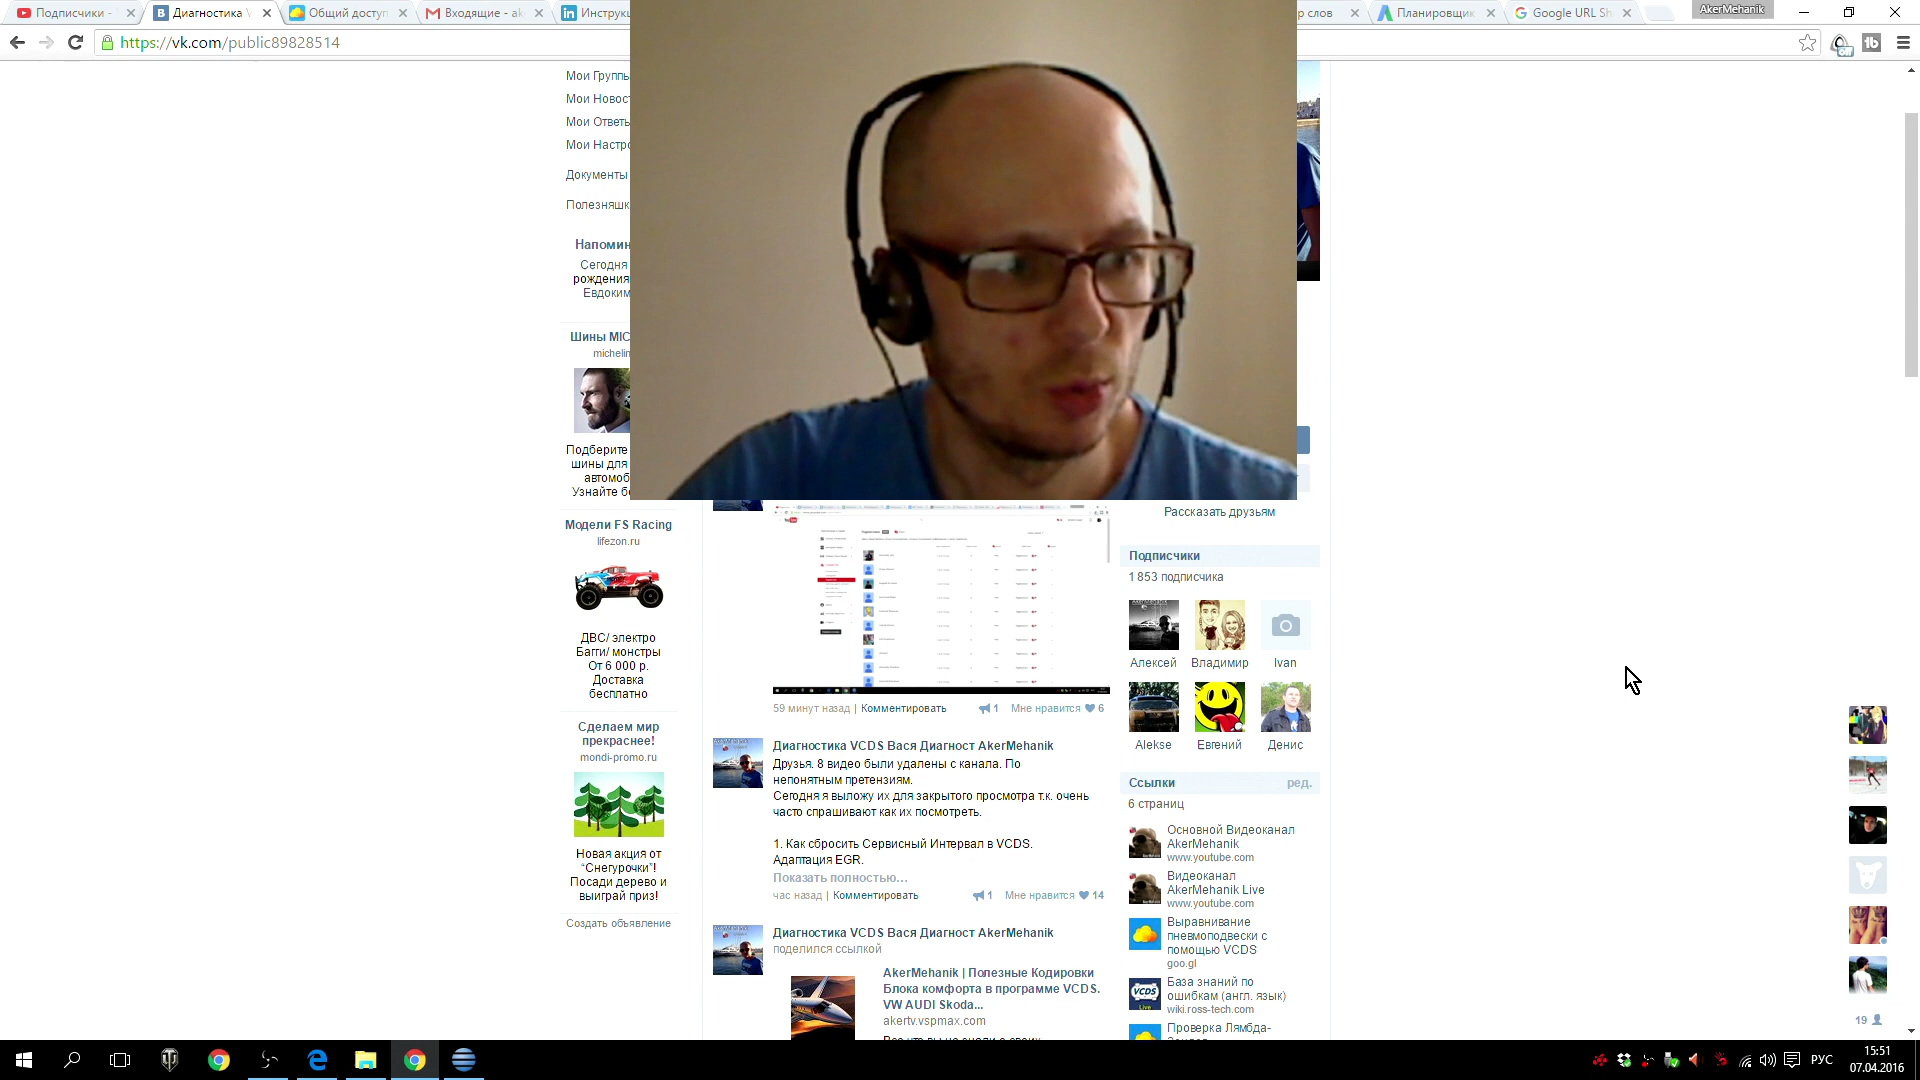 Подписчики -
Диагностика
Общий доступ
Входящие - ak
Инструкц
р слов
Планировщик
Google URL Sh
AkerMehanik
https://vk.com/public89828514
Мои Группы
Мои Новос
Мои Ответы
Мои Настро
Документы
Полезняшк
Напомин
Сегодня
рождения
Евдоким
Шины MIC
michelin
Подберите
шины для
автомоб
Узнайте бо
Модели FS Racing
lifezon.ru
ДВС/ электро
Багги/ монстры
От 6 000 р.
Доставка
бесплатно
Сделаем мир
прекраснее!
mondi-promo.ru
Новая акция от
“Снегурочки”!
Посади дерево и
выиграй приз!
Создать объявление
59 минут назад | Комментировать 1 Мне нравится 6
Диагностика VCDS Вася Диагност AkerMehanik
Друзья. 8 видео были удалены с канала. По
непонятным претензиям.
Сегодня я выложу их для закрытого просмотра т.к. очень
часто спрашивают как их посмотреть.
1. Как сбросить Сервисный Интервал в VCDS.
Адаптация EGR.
Показать полностью…
час назад | Комментировать 1 Мне нравится 14
Диагностика VCDS Вася Диагност AkerMehanik
поделился ссылкой
AkerMehanik | Полезные Кодировки
Блока комфорта в программе VCDS.
VW AUDI Skoda...
akertv.vspmax.com
Рассказать друзьям
Подписчики
1 853 подписчика
Алексей Владимир Ivan
Alekse Евгений Денис
Ссылки ред.
6 страниц
Основной Видеоканал
AkerMehanik
www.youtube.com
Видеоканал
AkerMehanik Live
www.youtube.com
Выравнивание
пневмоподвески с
помощью VCDS
goo.gl
База знаний по
ошибкам (англ. язык)
wiki.ross-tech.com
Проверка Лямбда-
19
РУС
15:51
07.04.2016